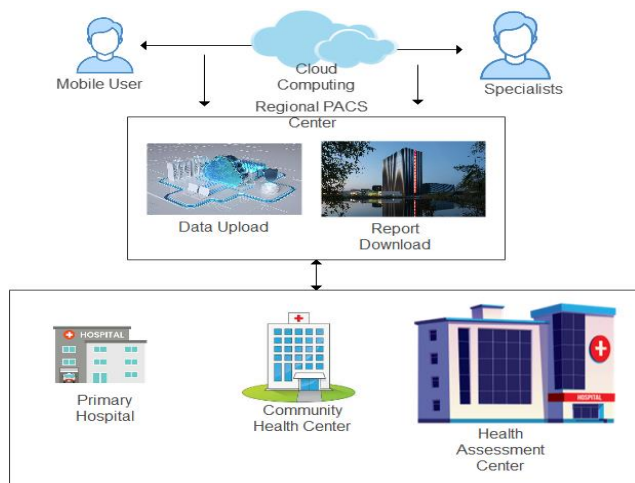 Cloud
Computing
Mobile User
Specialists
Regional PACS
Center
Data Upload
Report
Download
HOSPITAL
Primary
Hospital
Community
Health Center
HOSPITAL
Health
Assessment
Center